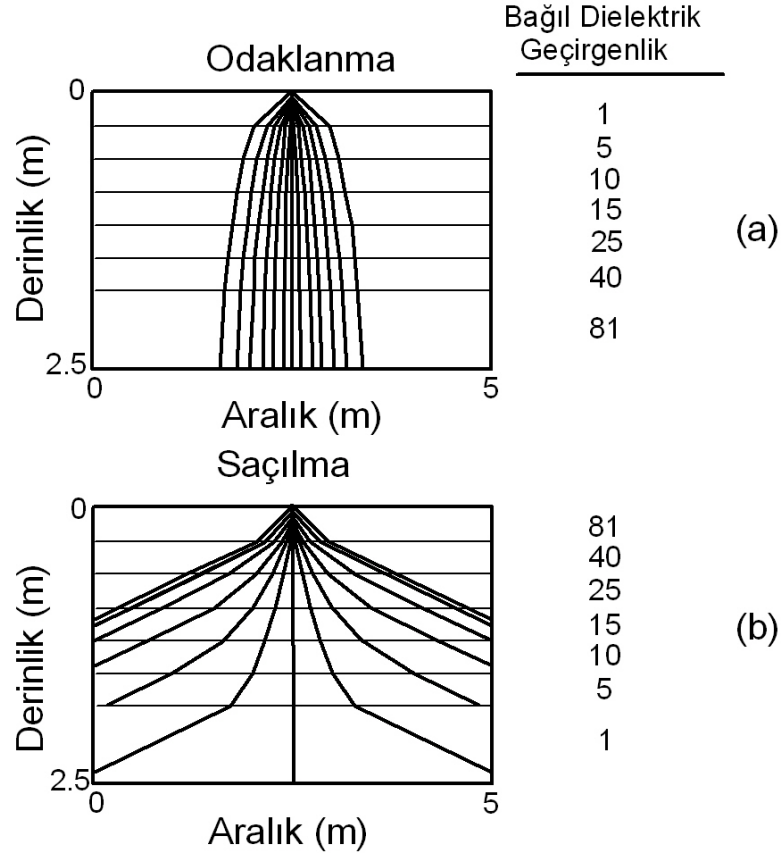 Bağıl Dielektrik
Geçirgenlik
Odaklanma
0
Derinlik (m)
2.5
0
5
Aralık (m)
1
5
10
15
25
40
81
(a)
Saçılma
0
Derinlik (m)
2.5
0
5
Aralık (m)
81
40
25
15
10
5
1
(b)